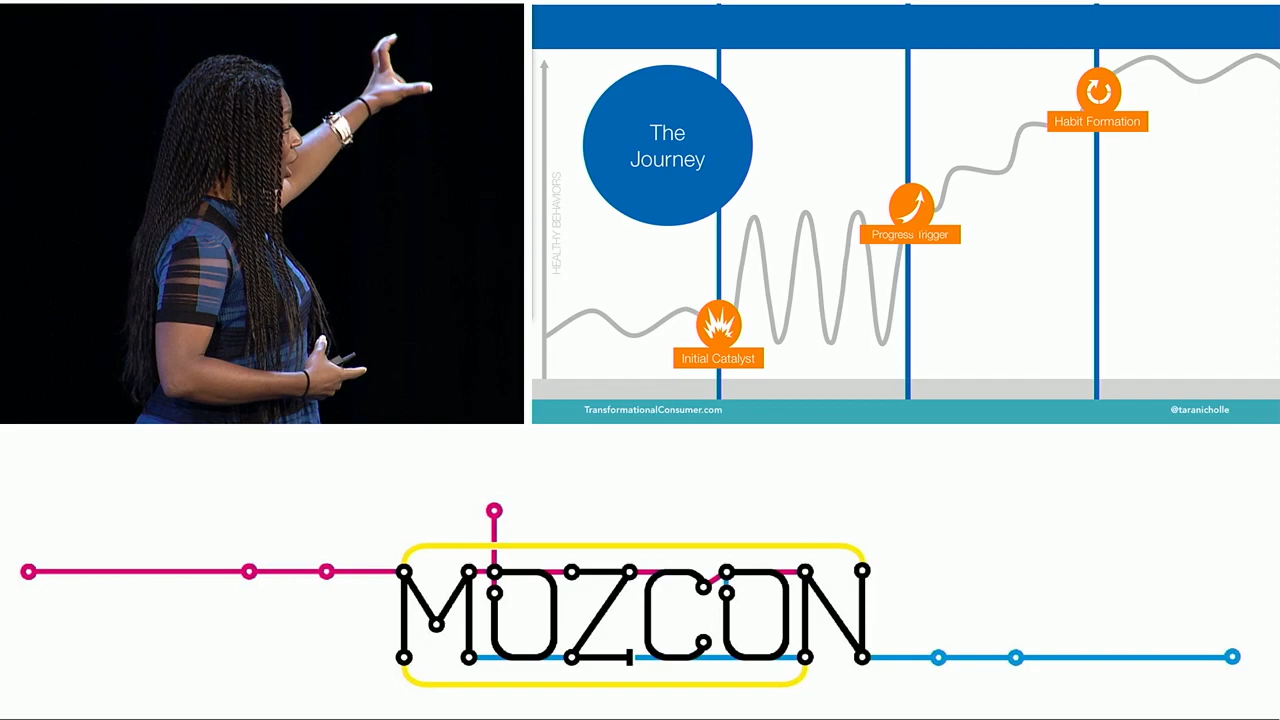 The
Journey
HEALTHY BEHAVIORS
Habit Formation
Progress Trigger
Initial Catalyst
TransformationalConsumer.com
@taranicholle
MOZCON